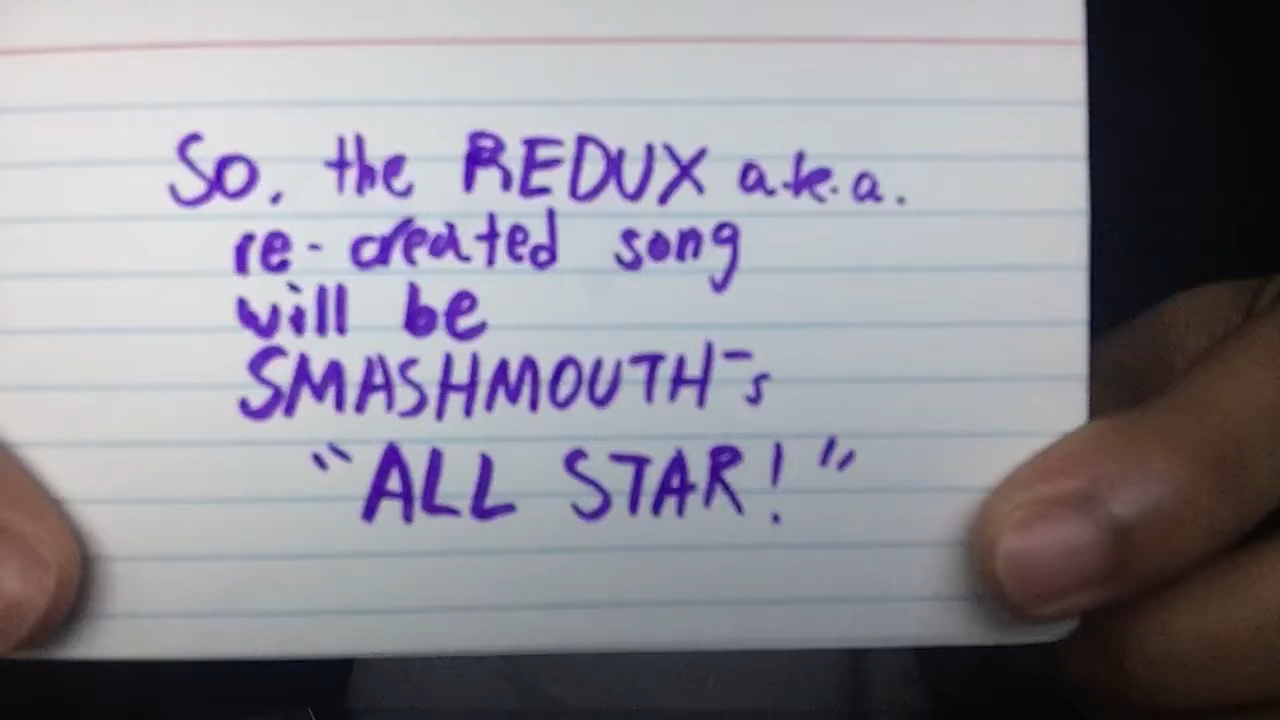 So, the REDUX a.k.a.
re-created song
will be
SMASHMOUTH's
"ALL STAR!"